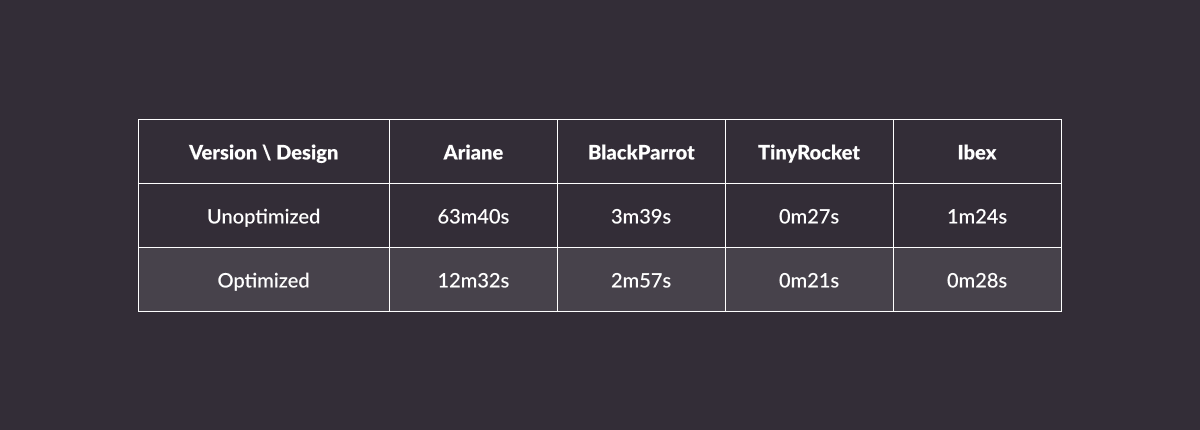 Version \ Design Ariane BlackParrot TinyRocket Ibex
Unoptimized 63m40s 3m39s 0m27s 1m24s
Optimized 12m32s 2m57s 0m21s 0m28s